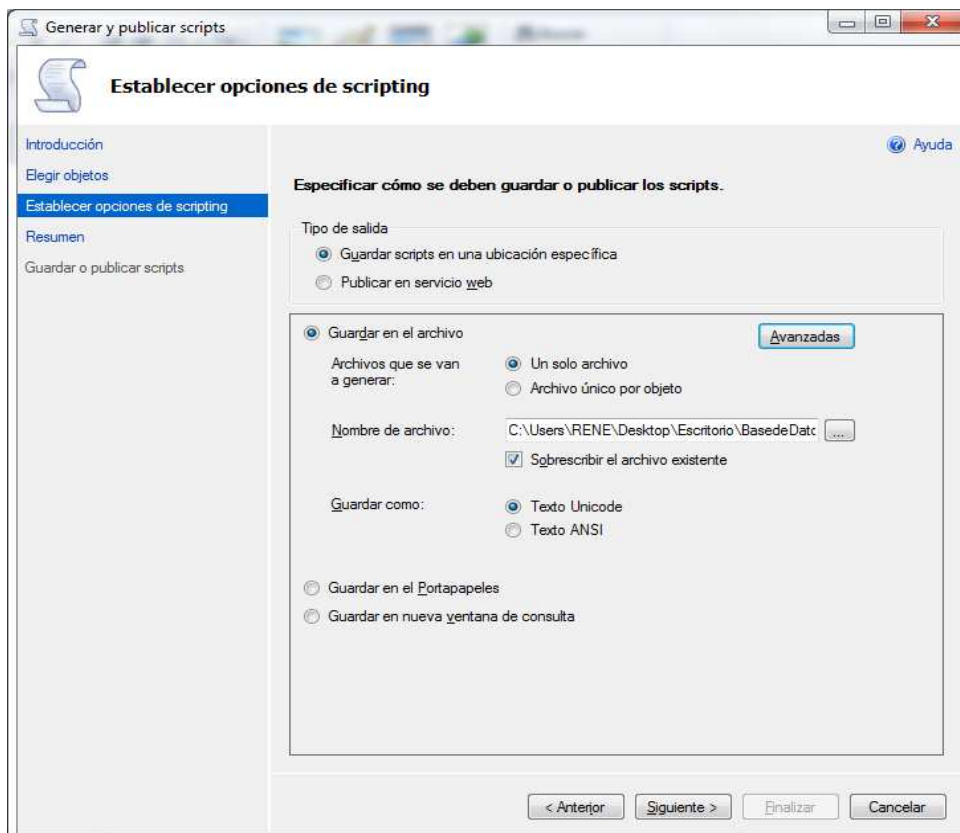 Generar y publicar scripts
Establecer opciones de scripting
Introducción
Elegir objetos
Establecer opciones de scripting
Resumen
Guardar o publicar scripts
Ayuda
Especificar cómo se deben guardar o publicar los scripts.
Tipo de salida
Guardar scripts en una ubicación específica
Publicar en servicio web
Guardar en el archivo
Avanzadas
Archivos que se van
a generar:
Un solo archivo
Archivo único por objeto
Nombre de archivo:
C:\Users\RENE\Desktop\Escritorio\BasedeDatc
...
Sobrescribir el archivo existente
Guardar como:
Texto Unicode
Texto ANSI
Guardar en el Portapapeles
Guardar en nueva ventana de consulta
< Anterior
Siguiente >
Finalizar
Cancelar